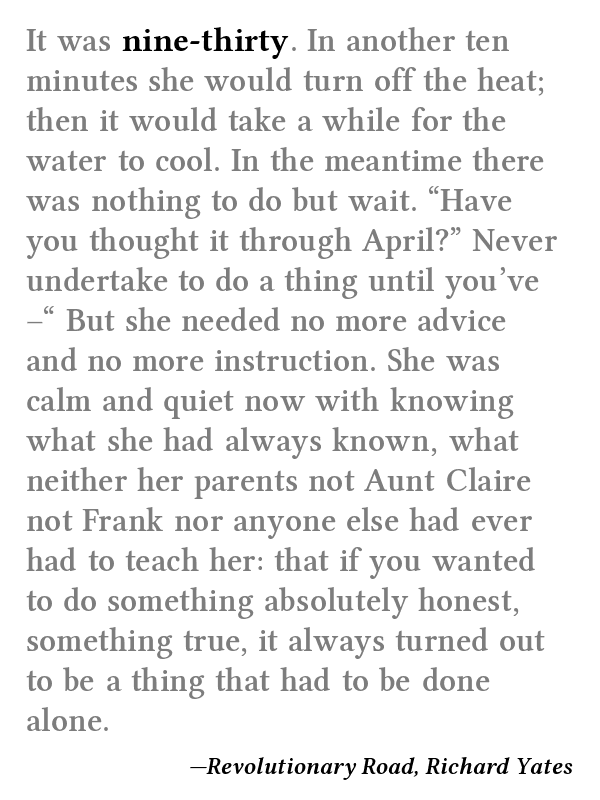 It was nine-thirty. In another ten
minutes she would turn off the heat;
then it would take a while for the
water to cool. In the meantime there
was nothing to do but wait. “Have
you thought it through April?” Never
undertake to do a thing until you’ve
–“ But she needed no more advice
and no more instruction. She was
calm and quiet now with knowing
what she had always known, what
neither her parents not Aunt Claire
not Frank nor anyone else had ever
had to teach her: that if you wanted
to do something absolutely honest,
something true, it always turned out
to be a thing that had to be done
alone.
—Revolutionary Road, Richard Yates